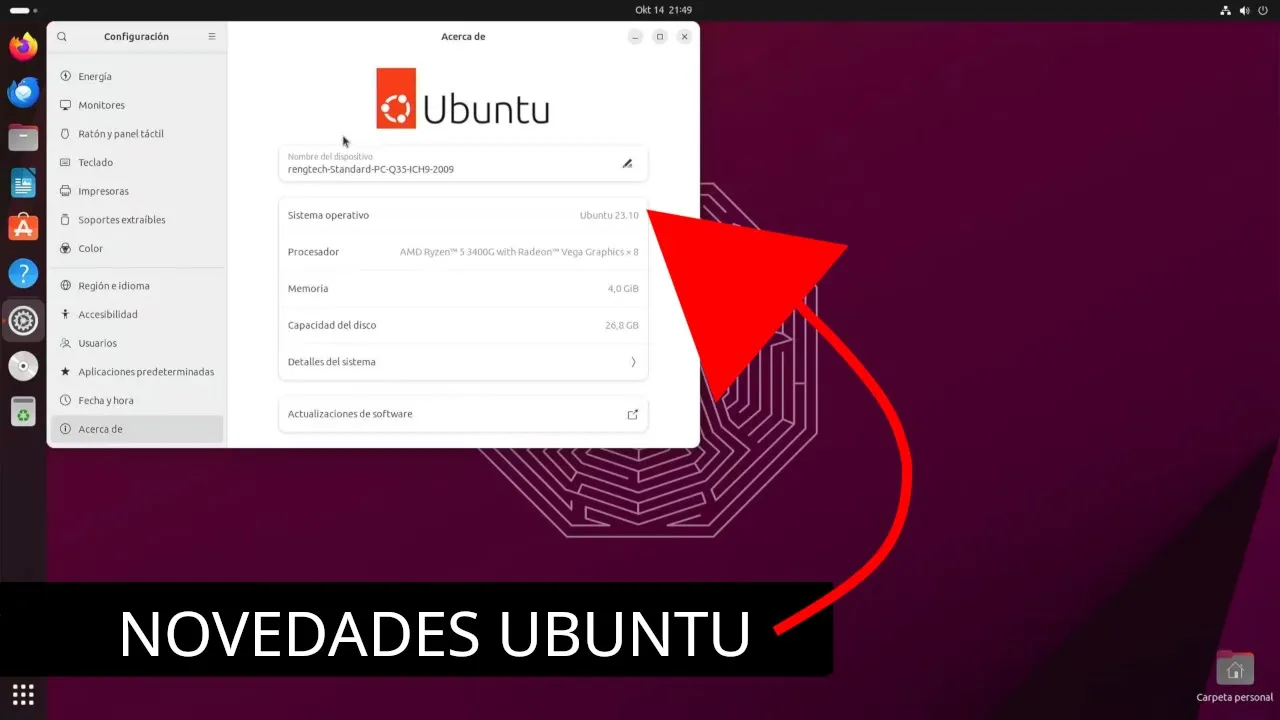 Okt 14 21:49
Configuración
Acerca de
Energía
Monitores
Ratón y panel táctil
Teclado
Impresoras
Soportes extraíbles
Color
Región e idioma
Accesibilidad
Usuarios
Aplicaciones predeterminadas
Fecha y hora
Acerca de
Ubuntu
Nombre del dispositivo
rengtech-Standard-PC-Q35-ICH9-2009
Sistema operativo Ubuntu 23.10
Procesador AMD Ryzen™ 5 3400G with Radeon™ Vega Graphics × 8
Memoria 4,0 GiB
Capacidad del disco 26,8 GB
Detalles del sistema
Actualizaciones de software
NOVEDADES UBUNTU
Carpeta personal